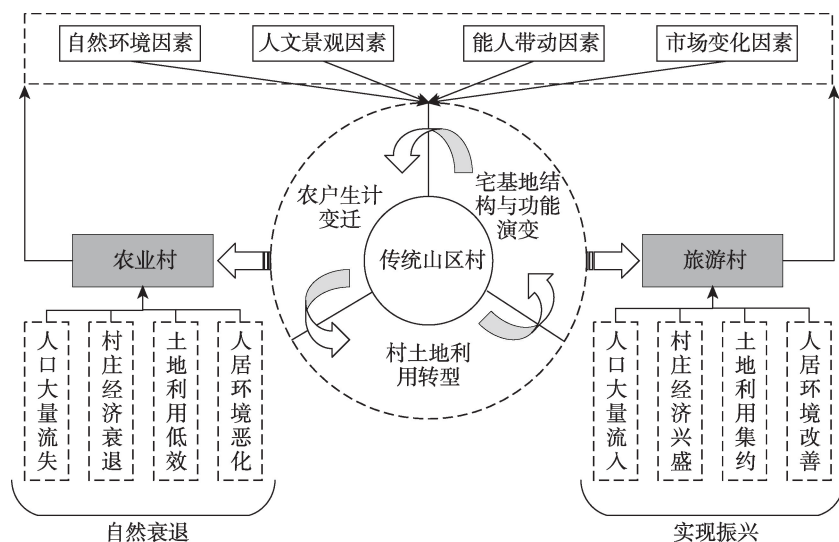 自然环境因素
人文景观因素
能人带动因素
市场变化因素
农户生计
变迁
宅基地结
构与功能
演变
农业村
传统山区村
旅游村
村土地利
用转型
人口大量流失
村庄经济衰退
土地利用低效
人居环境恶化
人口大量流入
村庄经济兴盛
土地利用集约
人居环境改善
自然衰退
实现振兴